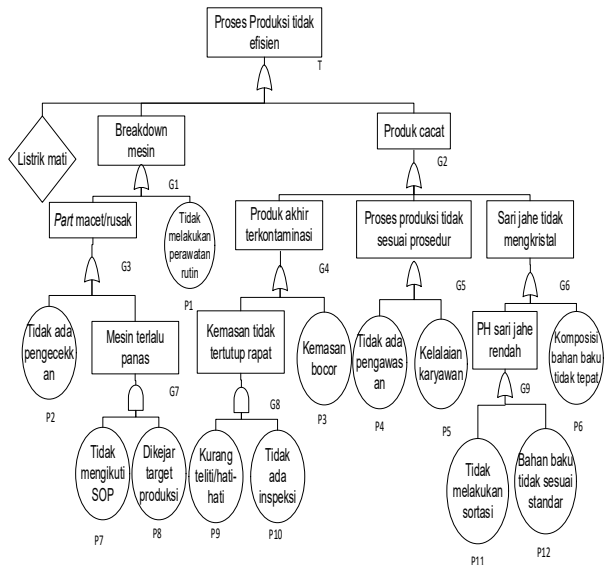 Proses Produksi tidak
efisien
T
Listrik mati
Breakdown
mesin
Produk cacat
G1
G2
Part macet/rusak
Tidak
melakukan
perawatan
rutin
Produk akhir
terkontaminasi
Proses produksi tidak
sesuai prosedur
Sari jahe tidak
mengkristal
G3
P1
G4
G5
G6
Tidak ada
pengecekk
an
Mesin terlalu
panas
Kemasan tidak
tertutup rapat
Kemasan
bocor
Tidak ada
pengawas
an
Kelalaian
karyawan
PH sari jahe
rendah
Komposisi
bahan baku
tidak tepat
P2
G7
G8
P3
P4
P5
G9
P6
Tidak
mengikuti
SOP
Dikejar
target
produksi
Kurang
teliti/hati-
hati
Tidak
ada
inspeksi
Tidak
melakukan
sortasi
Bahan baku
tidak sesuai
standar
P7
P8
P9
P10
P11
P12